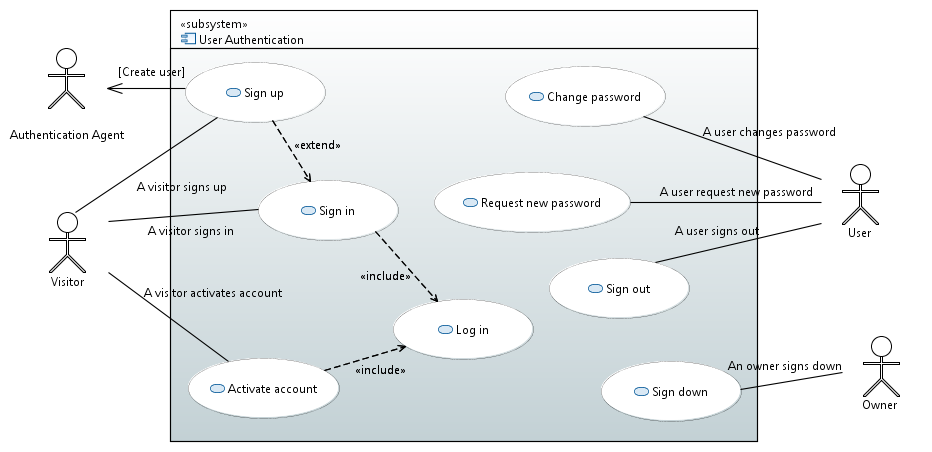 «subsystem»
User Authentication
[Create user]
Sign up
Change password
Authentication Agent
A user changes password
«extend»
A visitor signs up
A user request new password
Sign in
Request new password
A visitor signs in
A user signs out
User
«include»
Visitor
A visitor activates account
Sign out
Log in
«include»
An owner signs down
Activate account
Sign down
Owner